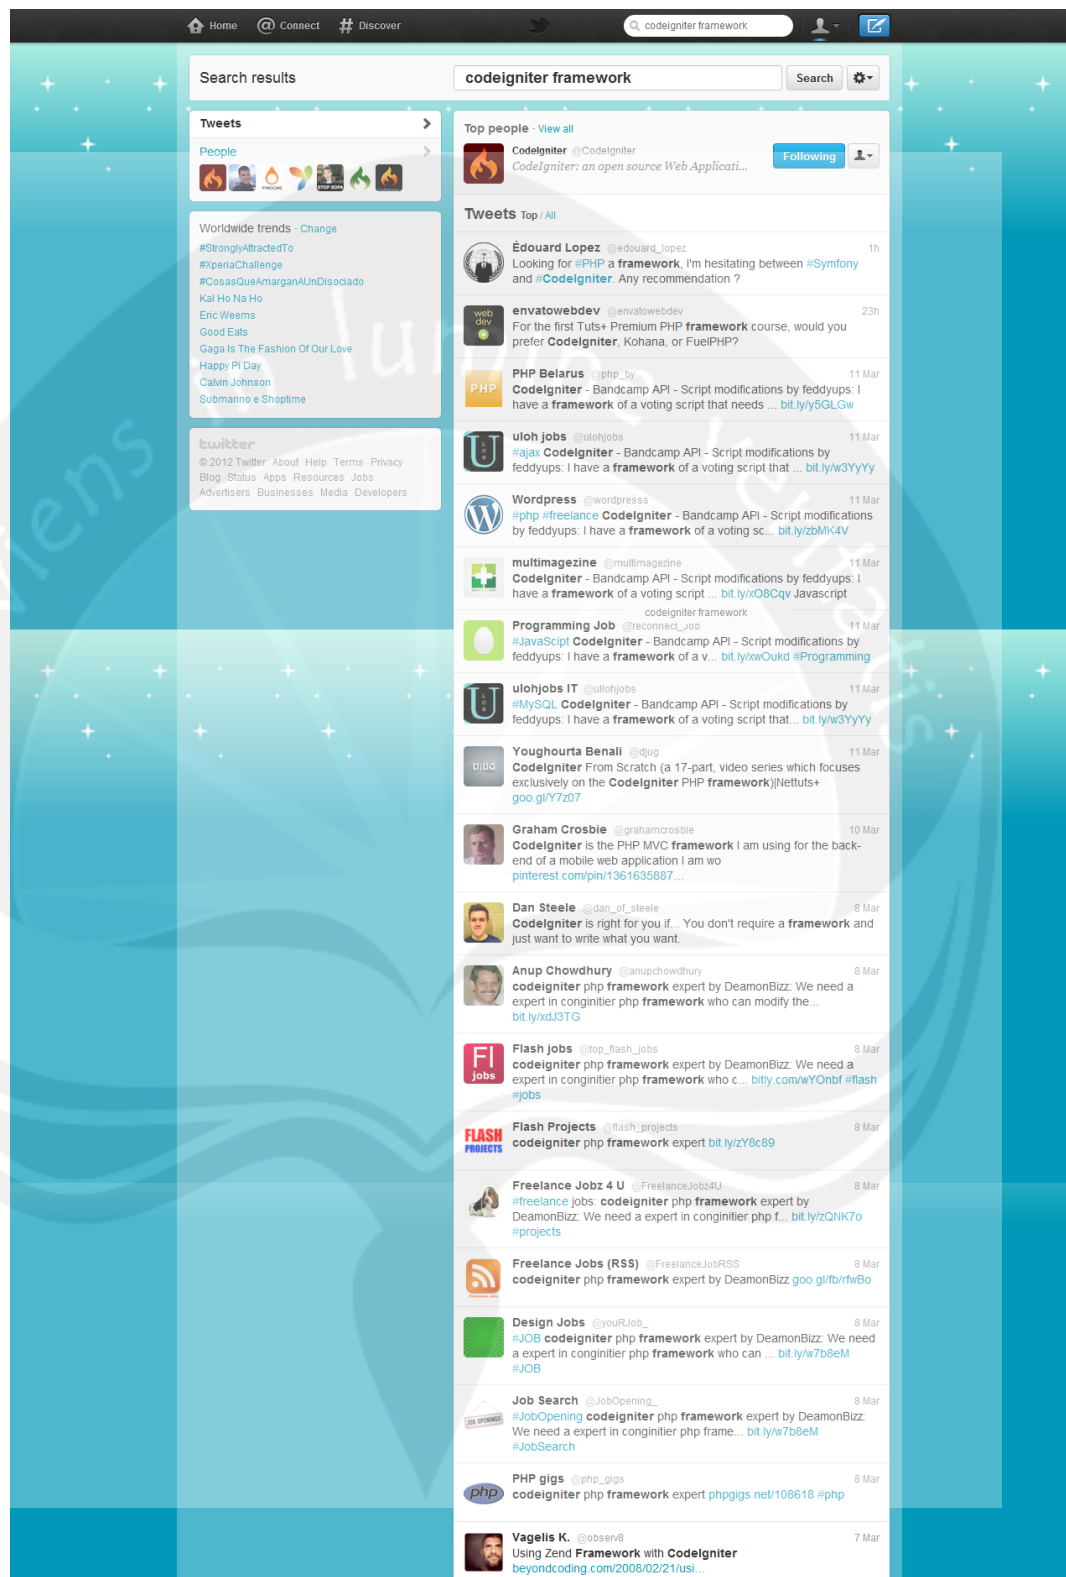 Home Connect Discover
codeigniter framework
Search results
codeigniter framework
Search
Tweets
People
Worldwide trends · Change
#StronglyAttractedTo
#XperiaChallenge
#CosasQueAmarganAUnDisociado
Kal Ho Na Ho
Eric Weems
Good Eats
Gaga Is The Fashion Of Our Love
Happy Pi Day
Calvin Johnson
Submarino e Shoptime
twitter
© 2012 Twitter About Help Terms Privacy
Blog Status Apps Resources Jobs
Advertisers Businesses Media Developers
Top people · View all
CodeIgniter @CodeIgniter
CodeIgniter: an open source Web Applicati...
Following
Tweets Top / All
Édouard Lopez @edouard_lopez 1h
Looking for #PHP a framework, I'm hesitating between #Symfony
and #CodeIgniter. Any recommendation ?
web
dev
envatowebdev @envatowebdev 23h
For the first Tuts+ Premium PHP framework course, would you
prefer CodeIgniter, Kohana, or FuelPHP?
PHP
PHP Belarus @php_by 11 Mar
CodeIgniter - Bandcamp API - Script modifications by feddyups: I
have a framework of a voting script that needs ... bit.ly/y5GLGw
uloh jobs @ulohjobs 11 Mar
#ajax CodeIgniter - Bandcamp API - Script modifications by
feddyups: I have a framework of a voting script that ... bit.ly/w3YyYy
Wordpress @wordpresss 11 Mar
#php #freelance CodeIgniter - Bandcamp API - Script modifications
by feddyups: I have a framework of a voting sc... bit.ly/zbMK4V
multimagezine @multimagezine 11 Mar
CodeIgniter - Bandcamp API - Script modifications by feddyups: I
have a framework of a voting script ... bit.ly/xO8Cqv Javascript
codeigniter framework
Programming Job @reconnect_Job 11 Mar
#JavaScipt CodeIgniter - Bandcamp API - Script modifications by
feddyups: I have a framework of a v... bit.ly/xwOukd #Programming
ulohjobs IT @ullohjobs 11 Mar
#MySQL CodeIgniter - Bandcamp API - Script modifications by
feddyups: I have a framework of a voting script that... bit.ly/w3YyYy
Youghourta Benali @djug 11 Mar
CodeIgniter From Scratch (a 17-part, video series which focuses
exclusively on the CodeIgniter PHP framework)|Nettuts+
goo.gl/Y7z07
Graham Crosbie @grahamcrosbie 10 Mar
CodeIgniter is the PHP MVC framework I am using for the back-
end of a mobile web application I am wo
pinterest.com/pin/1361635887...
Dan Steele @dan_of_steele 8 Mar
CodeIgniter is right for you if... You don't require a framework and
just want to write what you want.
Anup Chowdhury @anupchowdhury 8 Mar
codeigniter php framework expert by DeamonBizz: We need a
expert in conginitier php framework who can modify the...
bit.ly/xdJ3TG
Fl
jobs
Flash jobs @top_flash_jobs 8 Mar
codeigniter php framework expert by DeamonBizz: We need a
expert in conginitier php framework who c... bitly.com/wYOnbf #flash
#jobs
FLASH
PROJECTS
Flash Projects @flash_projects 8 Mar
codeigniter php framework expert bit.ly/zY8c89
Freelance Jobz 4 U @FreelanceJobz4U 8 Mar
#freelance jobs: codeigniter php framework expert by
DeamonBizz: We need a expert in conginitier php f... bit.ly/zQNK7o
#projects
Freelance Jobs (RSS) @FreelanceJobRSS 8 Mar
codeigniter php framework expert by DeamonBizz goo.gl/fb/rfwBo
Design Jobs @youRJob_ 8 Mar
#JOB codeigniter php framework expert by DeamonBizz: We need
a expert in conginitier php framework who can ... bit.ly/w7b8eM
#JOB
JOB OPENINGS
Job Search @JobOpening_ 8 Mar
#JobOpening codeigniter php framework expert by DeamonBizz:
We need a expert in conginitier php frame... bit.ly/w7b8eM
#JobSearch
php
PHP gigs @php_gigs 8 Mar
codeigniter php framework expert phpgigs.net/108618 #php
Vagelis K. @observ8 7 Mar
Using Zend Framework with CodeIgniter
beyondcoding.com/2008/02/21/usi...
viens in lumine veritatis